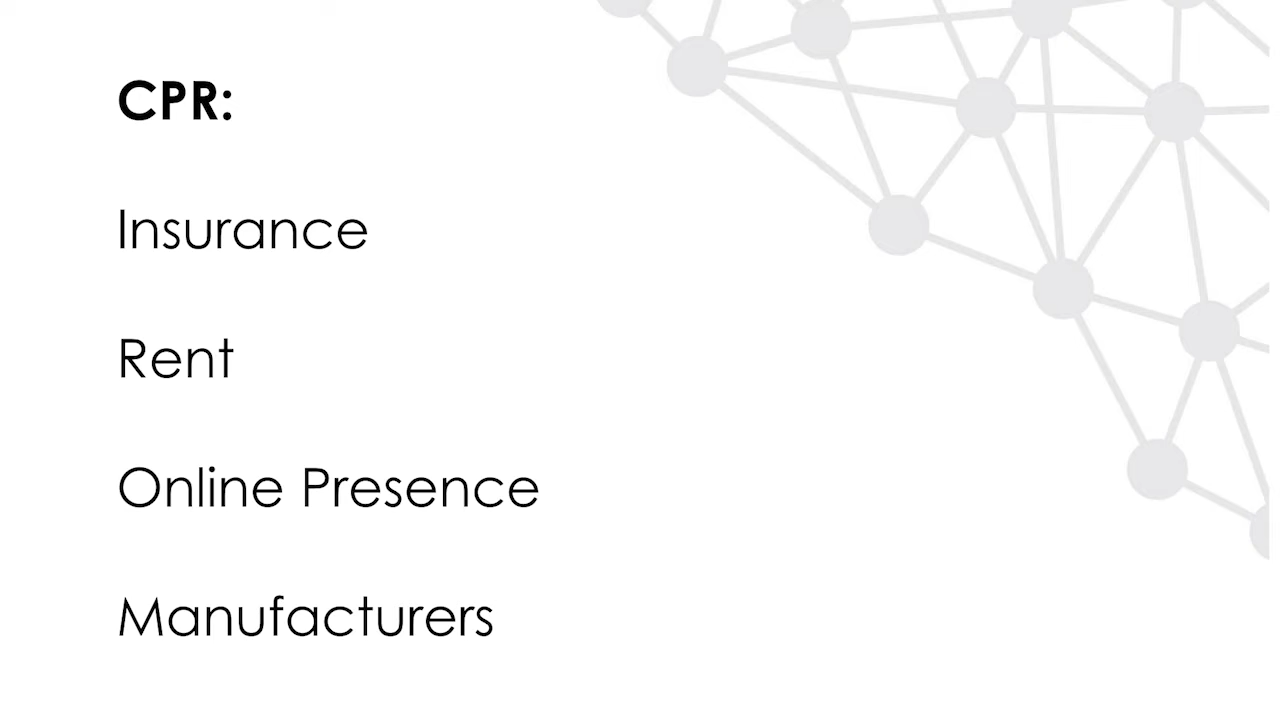 CPR:
Insurance
Rent
Online Presence
Manufacturers